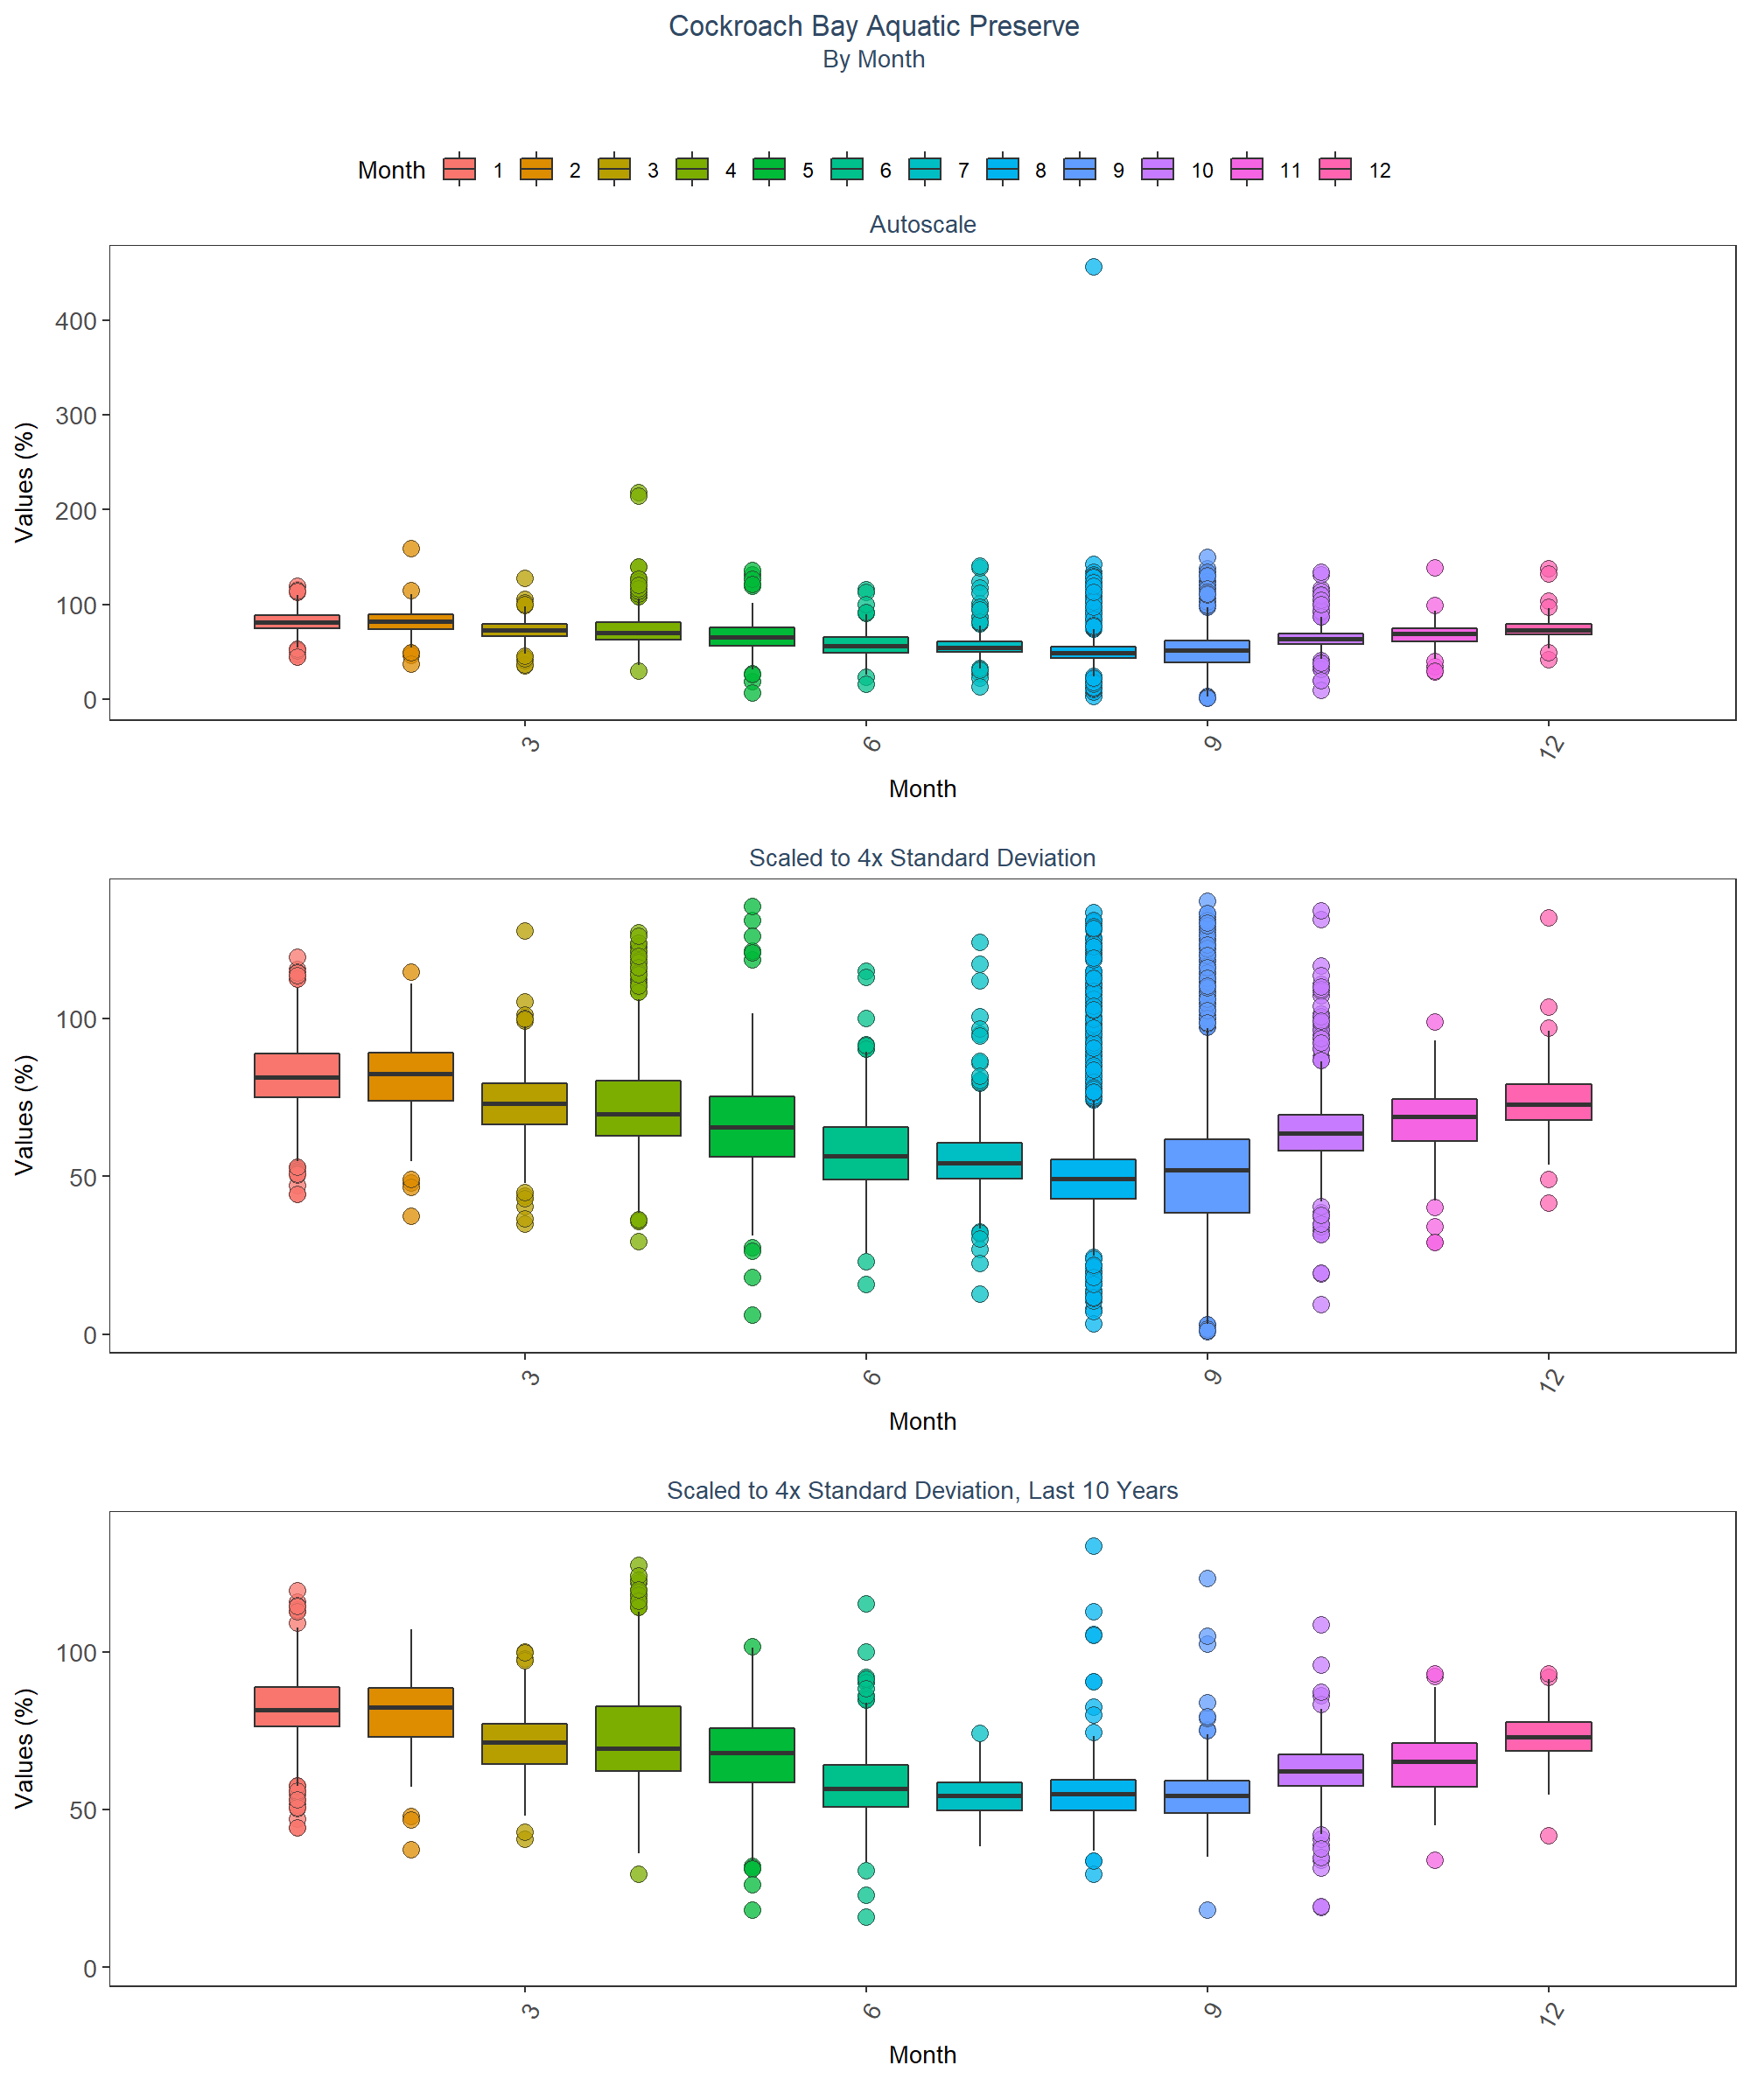 Cockroach Bay Aquatic Preserve
By Month
Month 1 2 3 4 5 6 7 8 9 10 11 12
Autoscale
Values (%)
400
300
200
100
0
3 6 9 12
Month
Scaled to 4x Standard Deviation
Values (%)
100
50
0
3 6 9 12
Month
Scaled to 4x Standard Deviation, Last 10 Years
Values (%)
100
50
0
3 6 9 12
Month